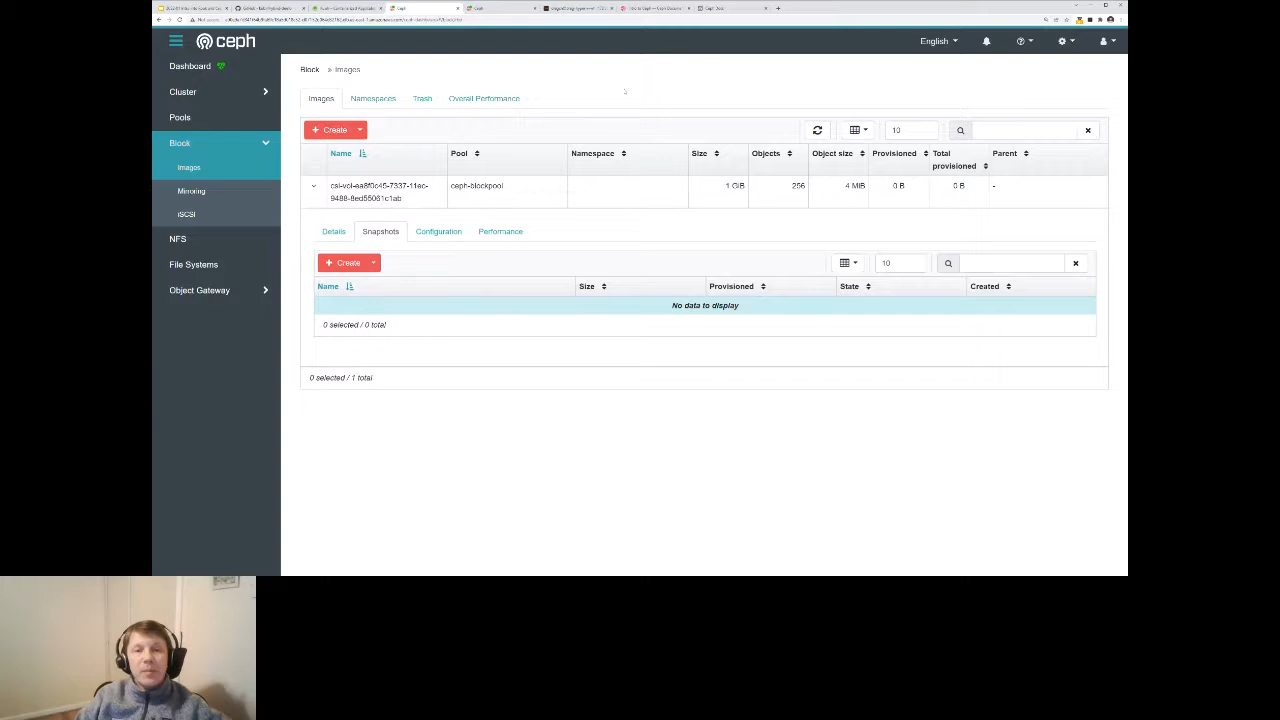 Not secure
ceph
English
Dashboard
Cluster
Pools
Block
Images
Mirroring
iSCSI
NFS
File Systems
Object Gateway
Block » Images
Images Namespaces Trash Overall Performance
+ Create
10
Name Pool Namespace Size Objects Object size Provisioned Total provisioned Parent
csi-vol-ea8f0c45-7337-11ec-
9488-8ed55061c1ab
ceph-blockpool 1 GiB 256 4 MiB 0 B 0 B -
Details Snapshots Configuration Performance
+ Create
10
Name Size Provisioned State Created
No data to display
0 selected / 0 total
0 selected / 1 total